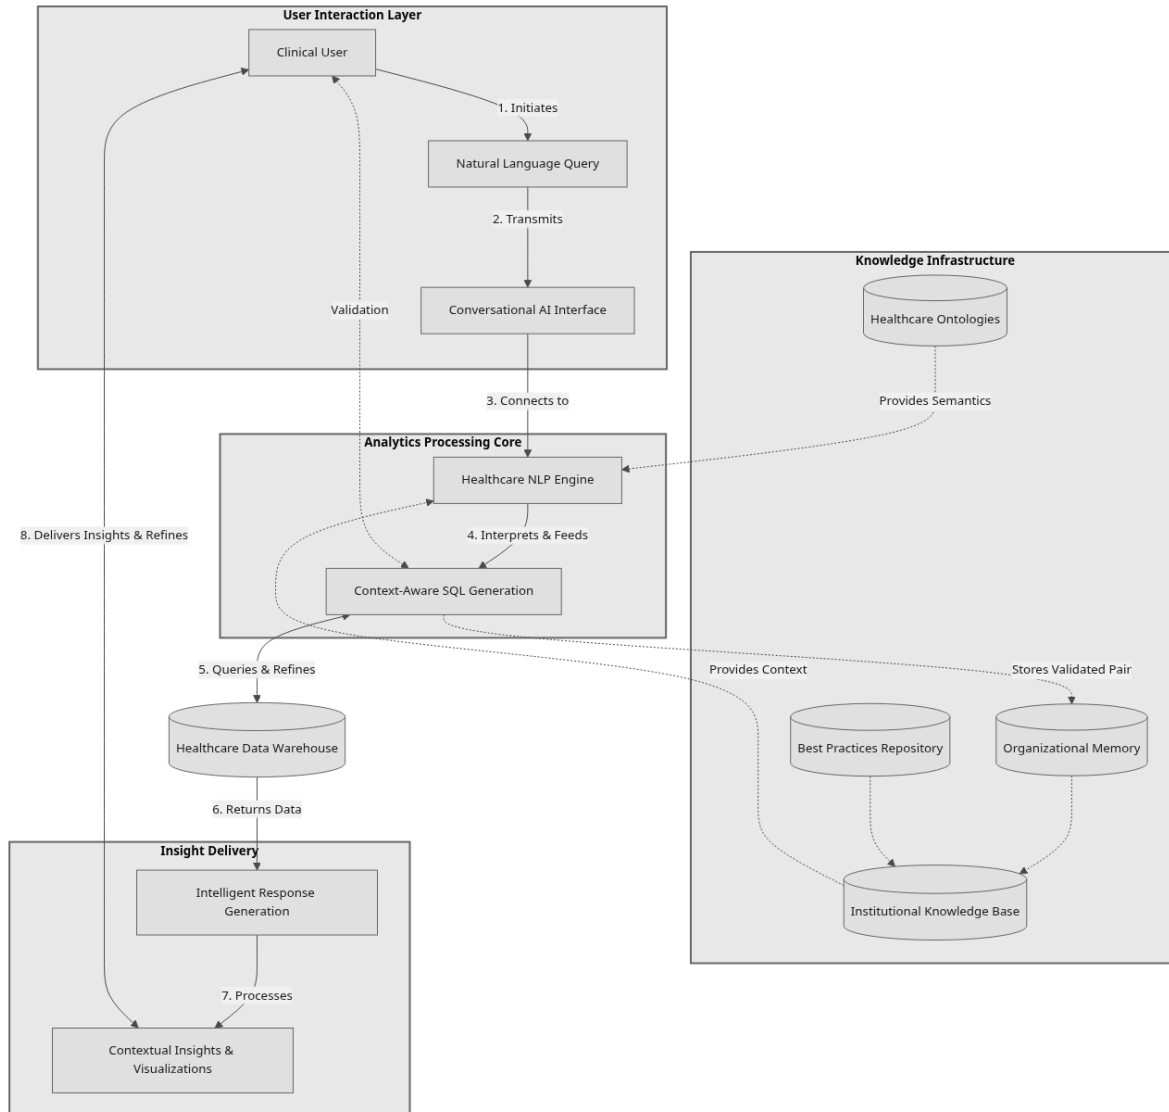 User Interaction Layer
Clinical User
1. Initiates
Natural Language Query
2. Transmits
Conversational AI Interface
Validation
3. Connects to
Knowledge Infrastructure
Healthcare Ontologies
Provides Semantics
Analytics Processing Core
Healthcare NLP Engine
4. Interprets & Feeds
Context-Aware SQL Generation
8. Delivers Insights & Refines
5. Queries & Refines
Provides Context
Stores Validated Pair
Healthcare Data Warehouse
Best Practices Repository
Organizational Memory
6. Returns Data
Insight Delivery
Intelligent Response
Generation
Institutional Knowledge Base
7. Processes
Contextual Insights &
Visualizations